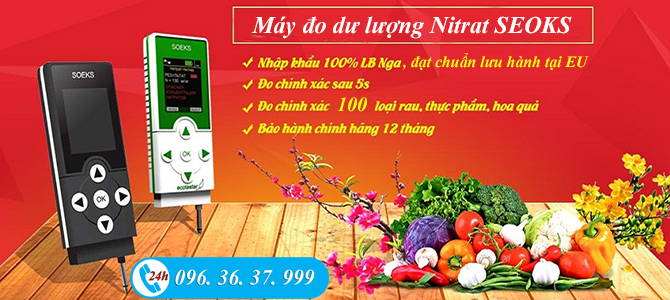 Máy đo dư lượng Nitrat SEOKS
Nhập khẩu 100% LB Nga, đạt chuẩn lưu hành tại EU
Đo chính xác sau 5s
Đo chính xác 100 loại rau, thực phẩm, hoa quả
Bảo hành chính hãng 12 tháng
SOEKS
OK
SOEKS
РЕЗУЛЬТАТ
OK
ecotester
24h
096. 36. 37. 999